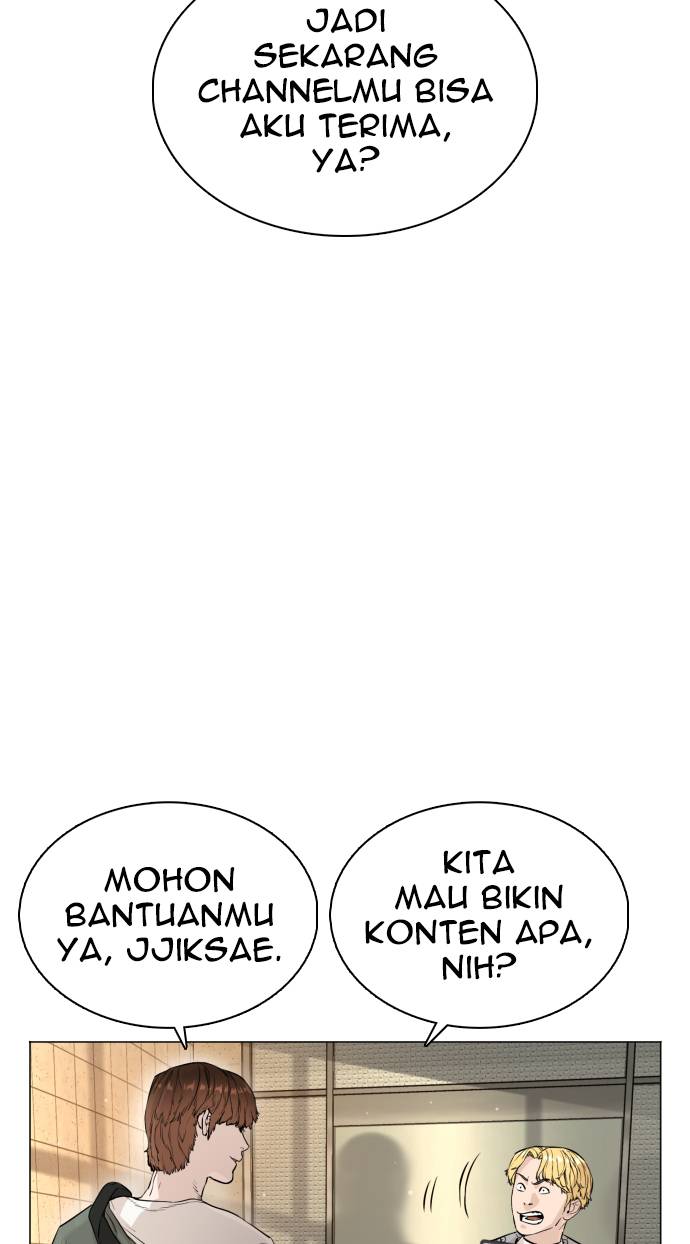 JADI
SEKARANG
CHANNELMU BISA
AKU TERIMA,
YA?
MOHON
BANTUANMU
YA, JJIKSAE.
KITA
MAU BIKIN
KONTEN APA,
NIH?